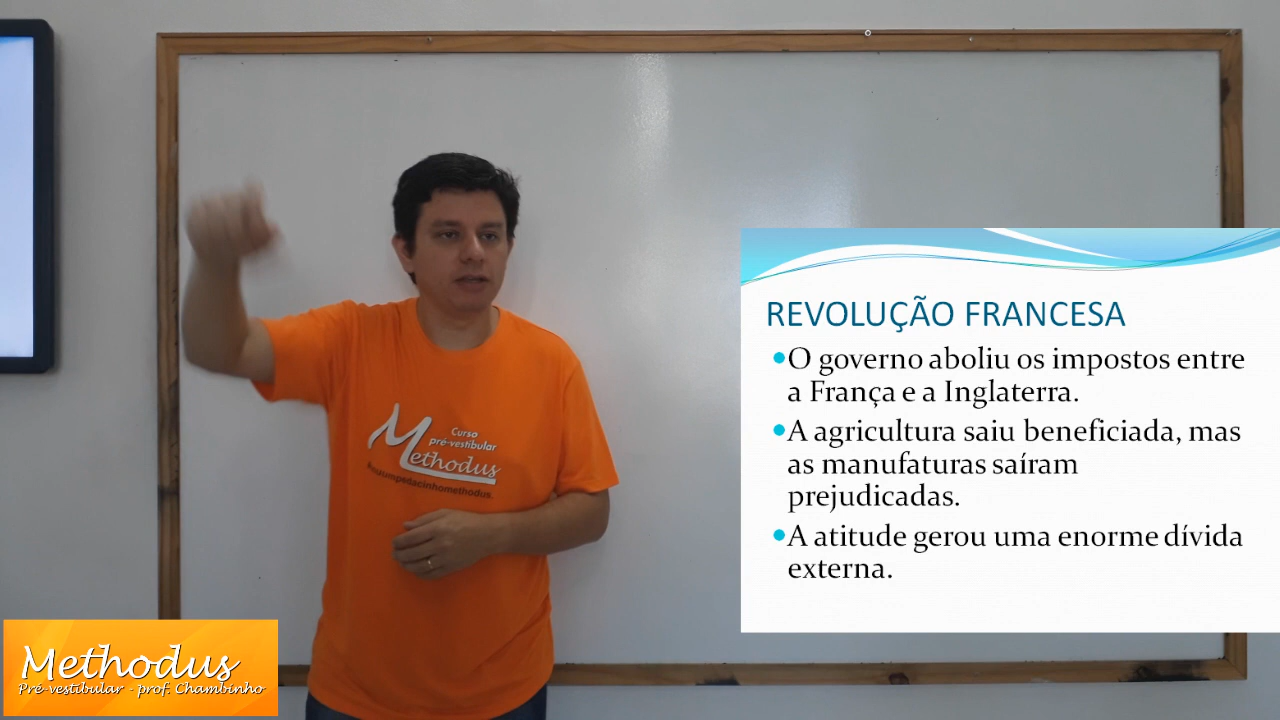 Curso
pré-vestibular
Methodus
REVOLUÇÃO FRANCESA
O governo aboliu os impostos entre
a França e a Inglaterra.
A agricultura saiu beneficiada, mas
as manufaturas saíram
prejudicadas.
A atitude gerou uma enorme dívida
externa.
Methodus
Pré-vestibular - prof. Chambinho